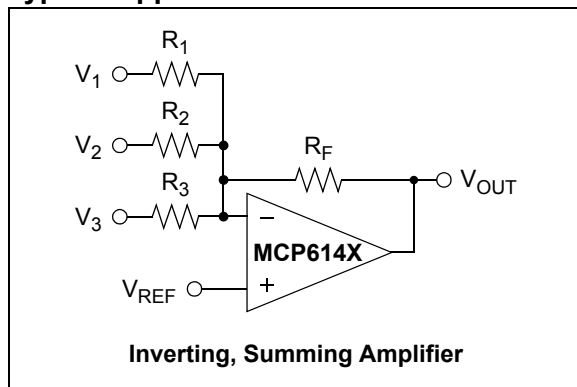 R1
V1
R2
V2
RF
VOUT
R3
V3
−
MCP614X
VREF
+
Inverting, Summing Amplifier